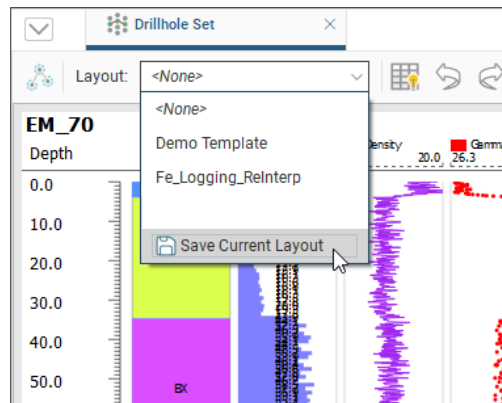 Drillhole Set
Layout:
<None>
<None>
Demo Template
Fe_Logging_ReInterp
Save Current Layout
EM_70
Depth
ensity
Gamma
20.0
26.3
0.0
10.0
20.0
30.0
40.0
50.0
BX